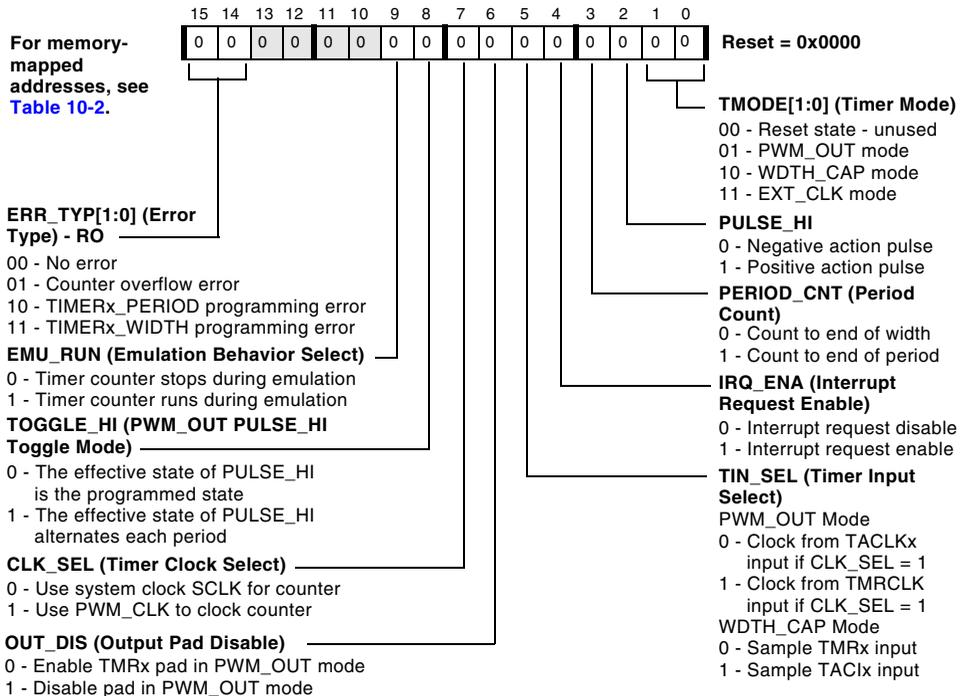 15 14 13 12 11 10 9 8 7 6 5 4 3 2 1 0
0 0 0 0 0 0 0 0 0 0 0 0 0 0 0 0
Reset = 0x0000
For memory-
mapped
addresses, see
Table 10-2.
ERR_TYP[1:0] (Error
Type) - RO
00 - No error
01 - Counter overflow error
10 - TIMERx_PERIOD programming error
11 - TIMERx_WIDTH programming error
EMU_RUN (Emulation Behavior Select)
0 - Timer counter stops during emulation
1 - Timer counter runs during emulation
TOGGLE_HI (PWM_OUT PULSE_HI
Toggle Mode)
0 - The effective state of PULSE_HI
is the programmed state
1 - The effective state of PULSE_HI
alternates each period
CLK_SEL (Timer Clock Select)
0 - Use system clock SCLK for counter
1 - Use PWM_CLK to clock counter
OUT_DIS (Output Pad Disable)
0 - Enable TMRx pad in PWM_OUT mode
1 - Disable pad in PWM_OUT mode
TMODE[1:0] (Timer Mode)
00 - Reset state - unused
01 - PWM_OUT mode
10 - WDTH_CAP mode
11 - EXT_CLK mode
PULSE_HI
0 - Negative action pulse
1 - Positive action pulse
PERIOD_CNT (Period
Count)
0 - Count to end of width
1 - Count to end of period
IRQ_ENA (Interrupt
Request Enable)
0 - Interrupt request disable
1 - Interrupt request enable
TIN_SEL (Timer Input
Select)
PWM_OUT Mode
0 - Clock from TACLKx
input if CLK_SEL = 1
1 - Clock from TMRCLK
input if CLK_SEL = 1
WDTH_CAP Mode
0 - Sample TMRx input
1 - Sample TACIx input